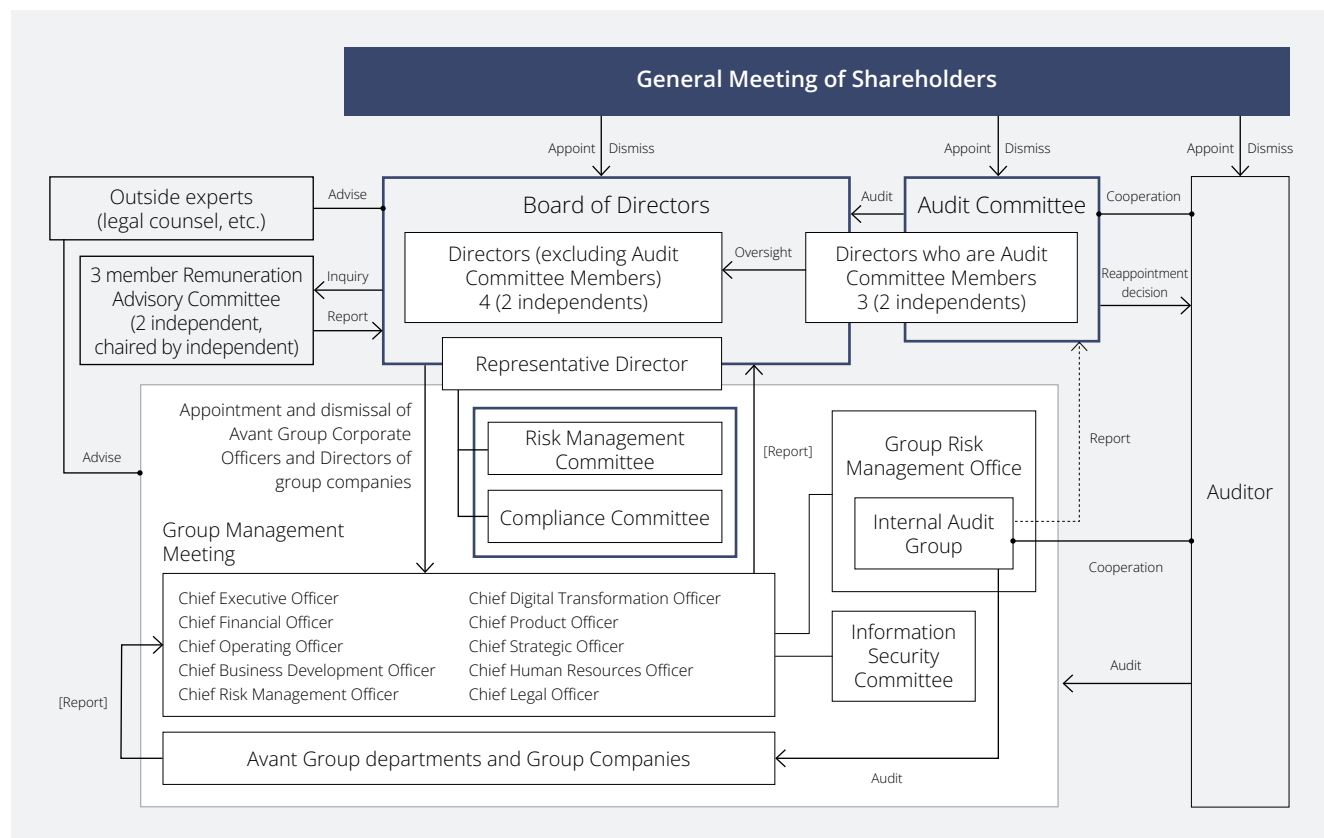 General Meeting of Shareholders
Appoint Dismiss
Appoint Dismiss
Appoint Dismiss
Outside experts
(legal counsel, etc.)
Advise
Board of Directors
Audit
Audit Committee
Cooperation
Directors (excluding Audit
Committee Members)
4 (2 independents)
Oversight
Directors who are Audit
Committee Members
3 (2 independents)
Reappointment
decision
3 member Remuneration
Advisory Committee
(2 independent,
chaired by independent)
Inquiry
Report
Representative Director
Appointment and dismissal of
Avant Group Corporate
Officers and Directors of
group companies
Advise
Risk Management
Committee
Compliance Committee
[Report]
Group Risk
Management Office
Internal Audit
Group
Report
Auditor
Cooperation
Group Management
Meeting
Chief Executive Officer
Chief Financial Officer
Chief Operating Officer
Chief Business Development Officer
Chief Risk Management Officer
Chief Digital Transformation Officer
Chief Product Officer
Chief Strategic Officer
Chief Human Resources Officer
Chief Legal Officer
Information
Security
Committee
Audit
[Report]
Avant Group departments and Group Companies
Audit